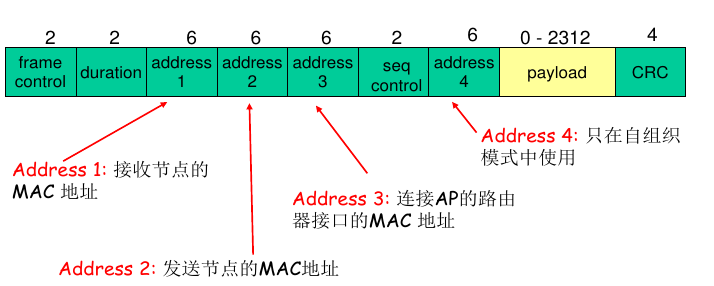 2 2 6 6 6 2 6 0 - 2312 4
frame control duration address 1 address 2 address 3 seq control address 4 payload CRC
Address 4: 只在自组织
模式中使用
Address 1: 接收节点的
MAC 地址
Address 3: 连接AP的路由
器接口的MAC 地址
Address 2: 发送节点的MAC地址